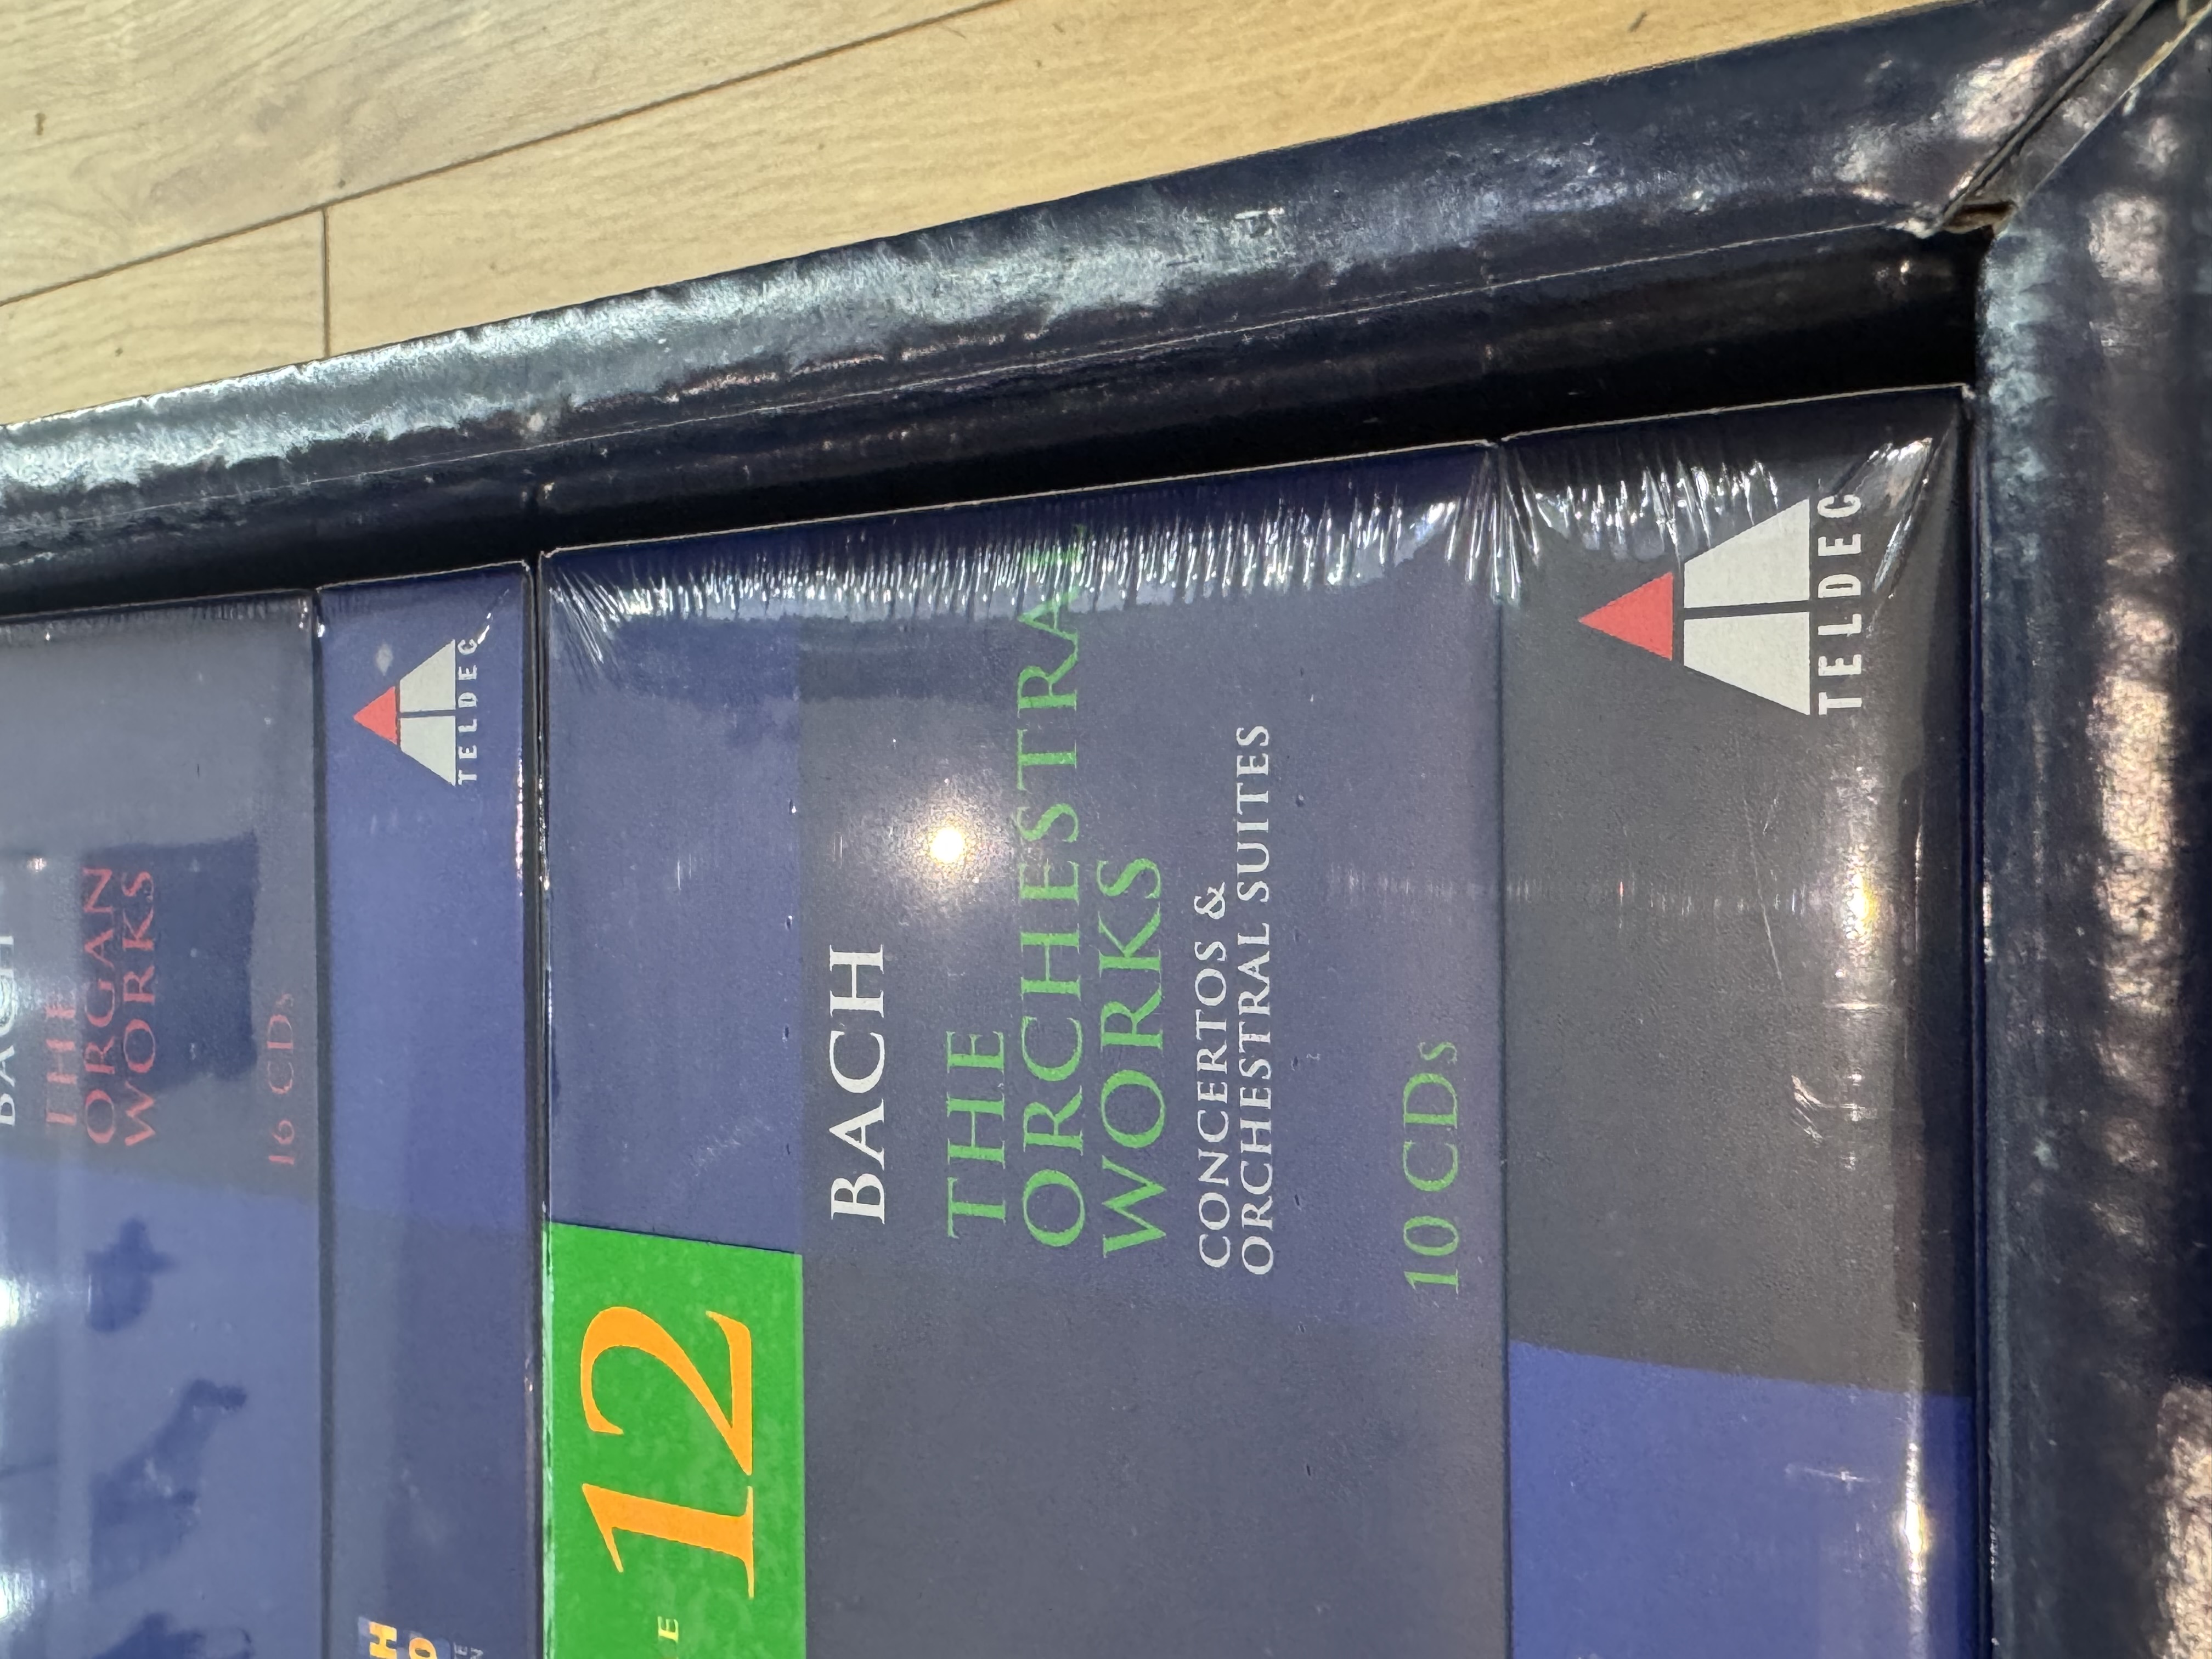 BACH
THE
ORGAN
WORKS
16 CDs
TELDEC
12
BACH
THE
ORCHESTRAL
WORKS
CONCERTOS &
ORCHESTRAL SUITES
10 CDs
TELDEC